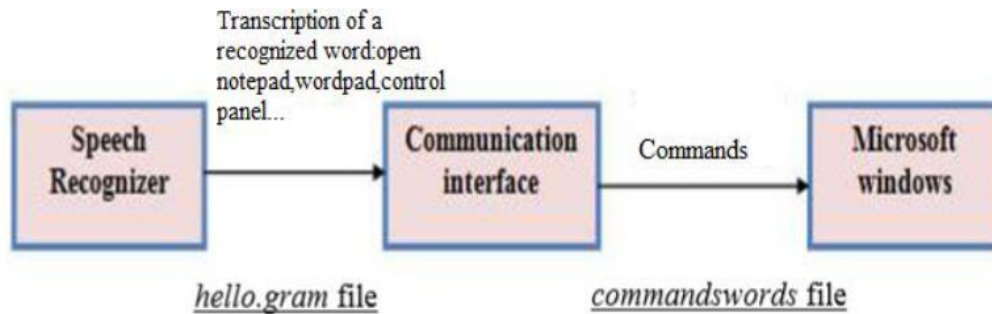 Transcription of a
recognized word:open
notepad,wordpad,control
panel...
Speech
Recognizer
Communication
interface
Commands
Microsoft
windows
hello.gram file
commandswords file